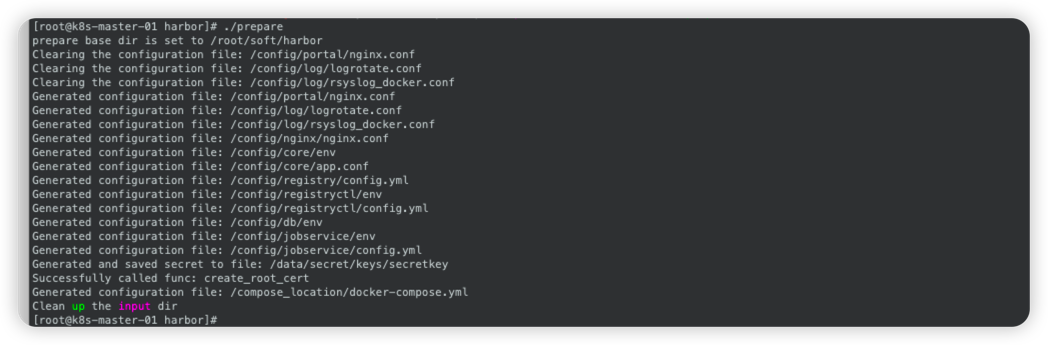 [root@k8s-master-01 harbor]# ./prepare
prepare base dir is set to /root/soft/harbor
Clearing the configuration file: /config/portal/nginx.conf
Clearing the configuration file: /config/log/logrotate.conf
Clearing the configuration file: /config/log/rsyslog_docker.conf
Generated configuration file: /config/portal/nginx.conf
Generated configuration file: /config/log/logrotate.conf
Generated configuration file: /config/log/rsyslog_docker.conf
Generated configuration file: /config/nginx/nginx.conf
Generated configuration file: /config/core/env
Generated configuration file: /config/core/app.conf
Generated configuration file: /config/registry/config.yml
Generated configuration file: /config/registryctl/env
Generated configuration file: /config/registryctl/config.yml
Generated configuration file: /config/db/env
Generated configuration file: /config/jobservice/env
Generated configuration file: /config/jobservice/config.yml
Generated and saved secret to file: /data/secret/keys/secretkey
Successfully called func: create_root_cert
Generated configuration file: /compose_location/docker-compose.yml
Clean up the input dir
[root@k8s-master-01 harbor]#